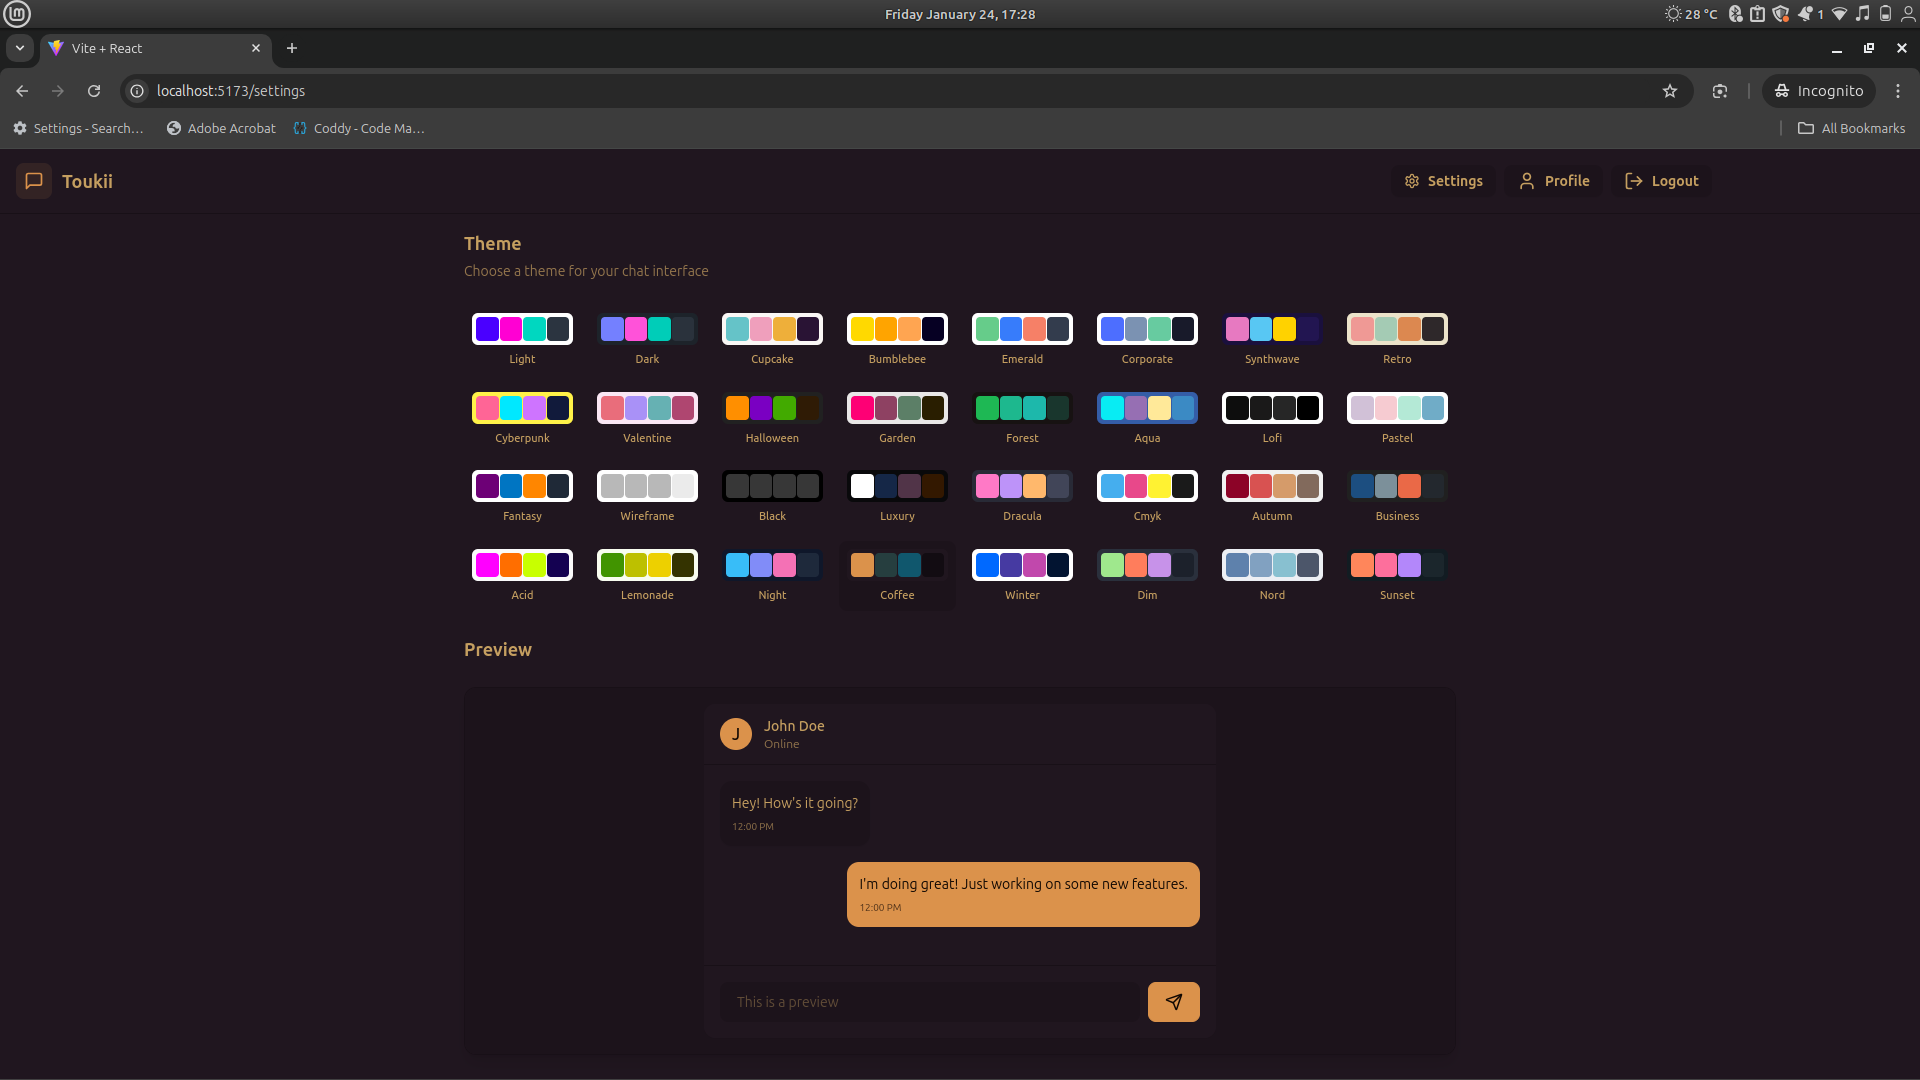 Friday January 24, 17:28
28 °C
1
Vite + React
localhost:5173/settings
Incognito
Settings - Search...
Adobe Acrobat
Coddy - Code Ma...
All Bookmarks
Toukii
Settings
Profile
Logout
Theme
Choose a theme for your chat interface
Light
Dark
Cupcake
Bumblebee
Emerald
Corporate
Synthwave
Retro
Cyberpunk
Valentine
Halloween
Garden
Forest
Aqua
Lofi
Pastel
Fantasy
Wireframe
Black
Luxury
Dracula
Cmyk
Autumn
Business
Acid
Lemonade
Night
Coffee
Winter
Dim
Nord
Sunset
Preview
J
John Doe
Online
Hey! How's it going?
12:00 PM
I'm doing great! Just working on some new features.
12:00 PM
This is a preview